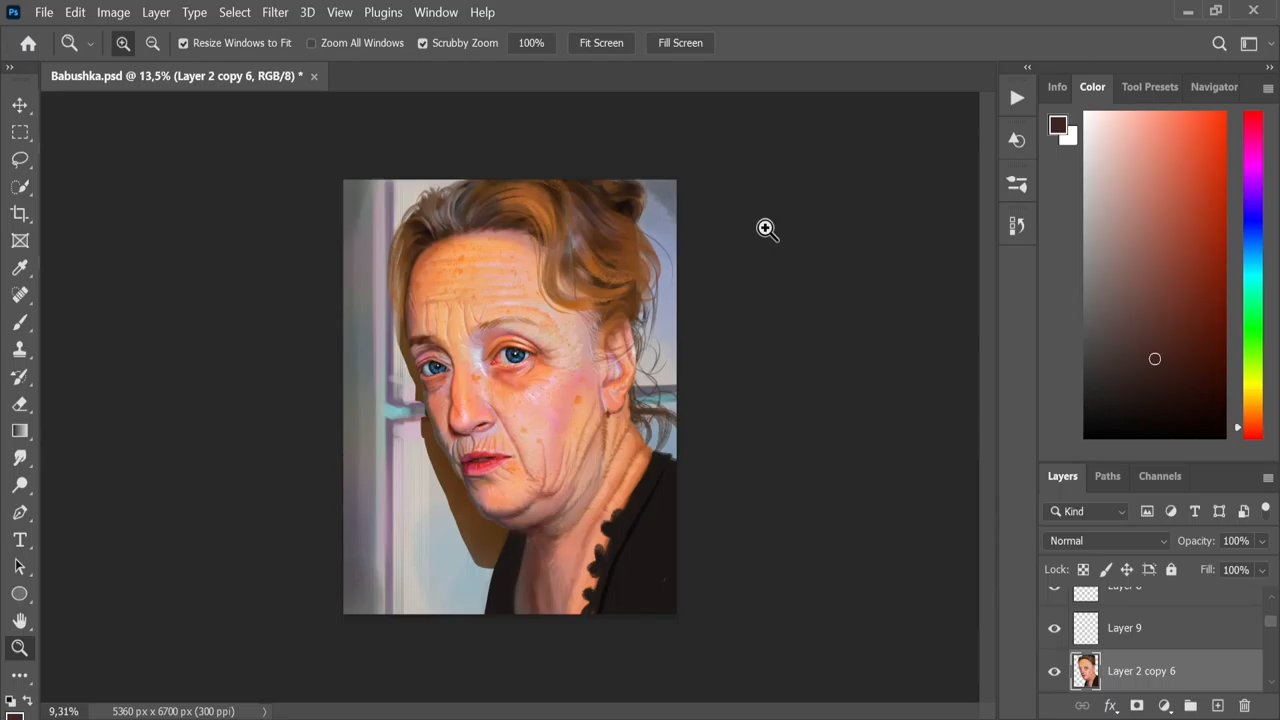 Ps File Edit Image Layer Type Select Filter 3D View Plugins Window Help
Resize Windows to Fit Zoom All Windows Scrubby Zoom 100% Fit Screen Fill Screen
Babushka.psd @ 13,5% (Layer 2 copy 6, RGB/8) *
Info Color Tool Presets Navigator
Layers Paths Channels
Kind
Normal Opacity: 100%
Lock: Fill: 100%
Layer 9
Layer 2 copy 6
fx
9,31% 5360 px x 6700 px (300 ppi)